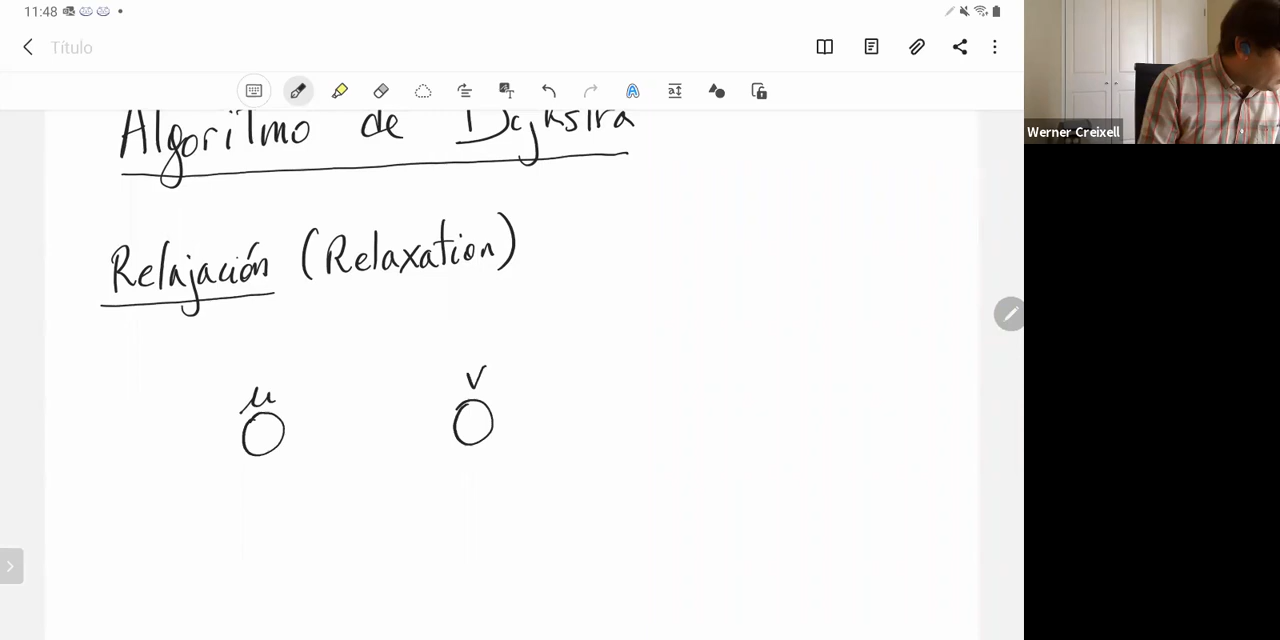 11:48
Título
Algoritmo de Dijkstra
Relajación (Relaxation)
u v
Werner Creixell